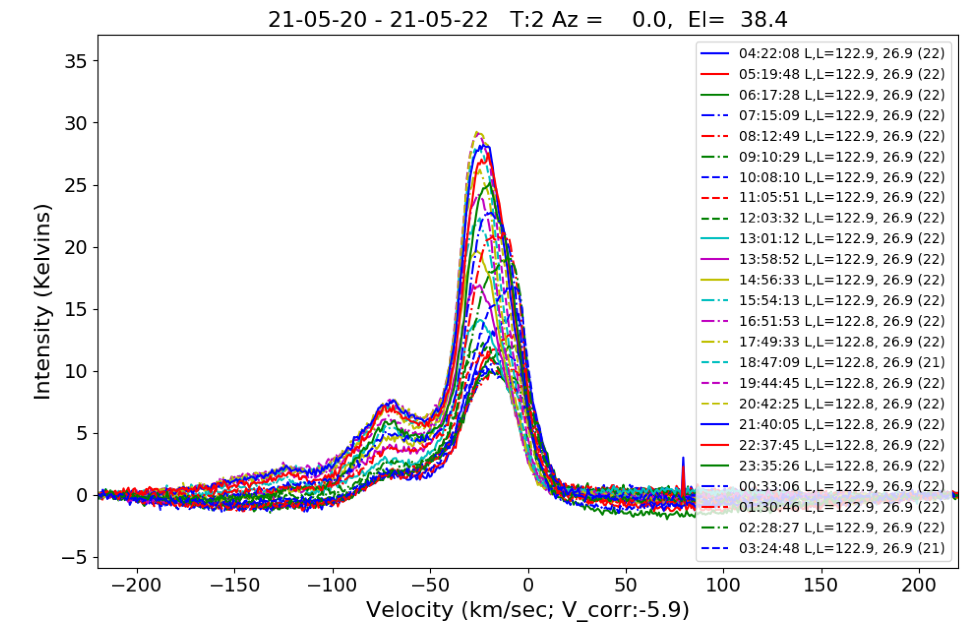 21-05-20 - 21-05-22 T:2 Az = 0.0, El= 38.4
Intensity (Kelvins)
35
30
25
20
15
10
5
0
−5
04:22:08 L,L=122.9, 26.9 (22)
05:19:48 L,L=122.9, 26.9 (22)
06:17:28 L,L=122.9, 26.9 (22)
07:15:09 L,L=122.9, 26.9 (22)
08:12:49 L,L=122.9, 26.9 (22)
09:10:29 L,L=122.9, 26.9 (22)
10:08:10 L,L=122.9, 26.9 (22)
11:05:51 L,L=122.9, 26.9 (22)
12:03:32 L,L=122.9, 26.9 (22)
13:01:12 L,L=122.9, 26.9 (22)
13:58:52 L,L=122.9, 26.9 (22)
14:56:33 L,L=122.9, 26.9 (22)
15:54:13 L,L=122.9, 26.9 (22)
16:51:53 L,L=122.8, 26.9 (22)
17:49:33 L,L=122.8, 26.9 (22)
18:47:09 L,L=122.8, 26.9 (21)
19:44:45 L,L=122.8, 26.9 (22)
20:42:25 L,L=122.8, 26.9 (22)
21:40:05 L,L=122.8, 26.9 (22)
22:37:45 L,L=122.8, 26.9 (22)
23:35:26 L,L=122.8, 26.9 (22)
00:33:06 L,L=122.9, 26.9 (22)
01:30:46 L,L=122.9, 26.9 (22)
02:28:27 L,L=122.9, 26.9 (22)
03:24:48 L,L=122.9, 26.9 (21)
−200 −150 −100 −50 0 50 100 150 200
Velocity (km/sec; V_corr:-5.9)